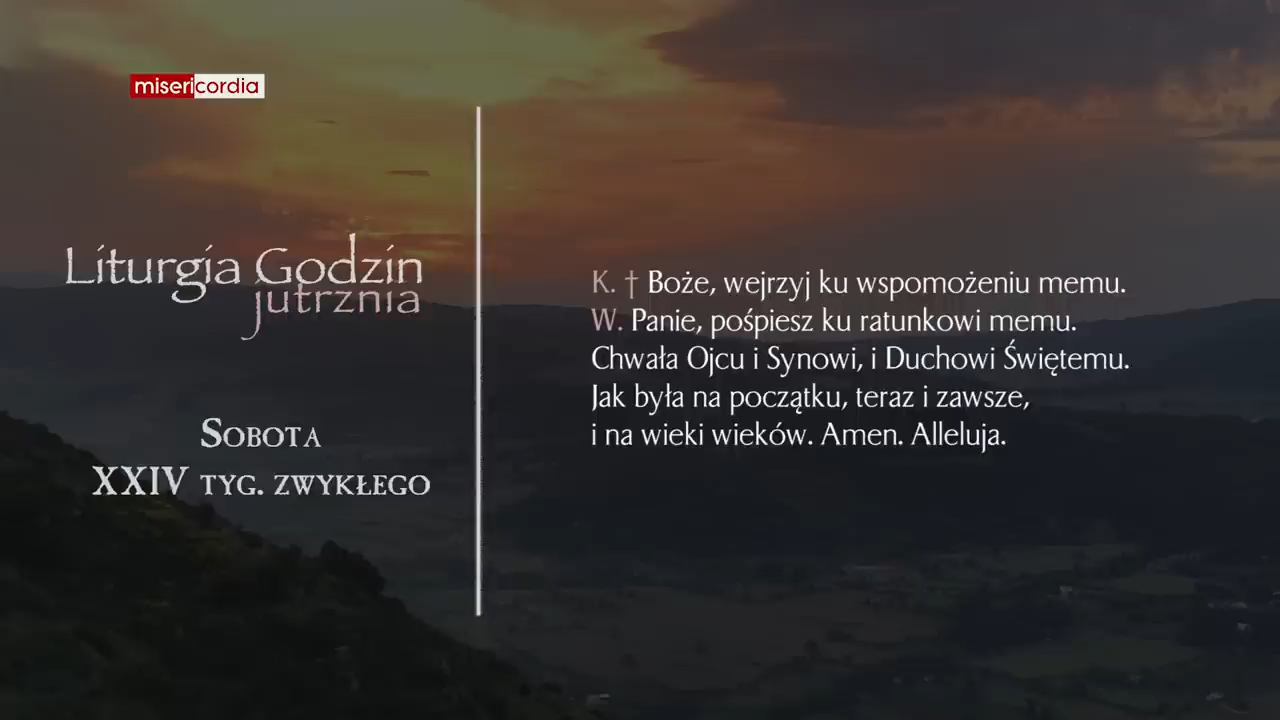 misericordia
Liturgia Godzin
jutrznia
Sobota
XXIV tyg. zwykłego
K. † Boże, wejrzyj ku wspomożeniu memu.
W. Panie, pośpiesz ku ratunkowi memu.
Chwała Ojcu i Synowi, i Duchowi Świętemu.
Jak była na początku, teraz i zawsze,
i na wieki wieków. Amen. Alleluja.